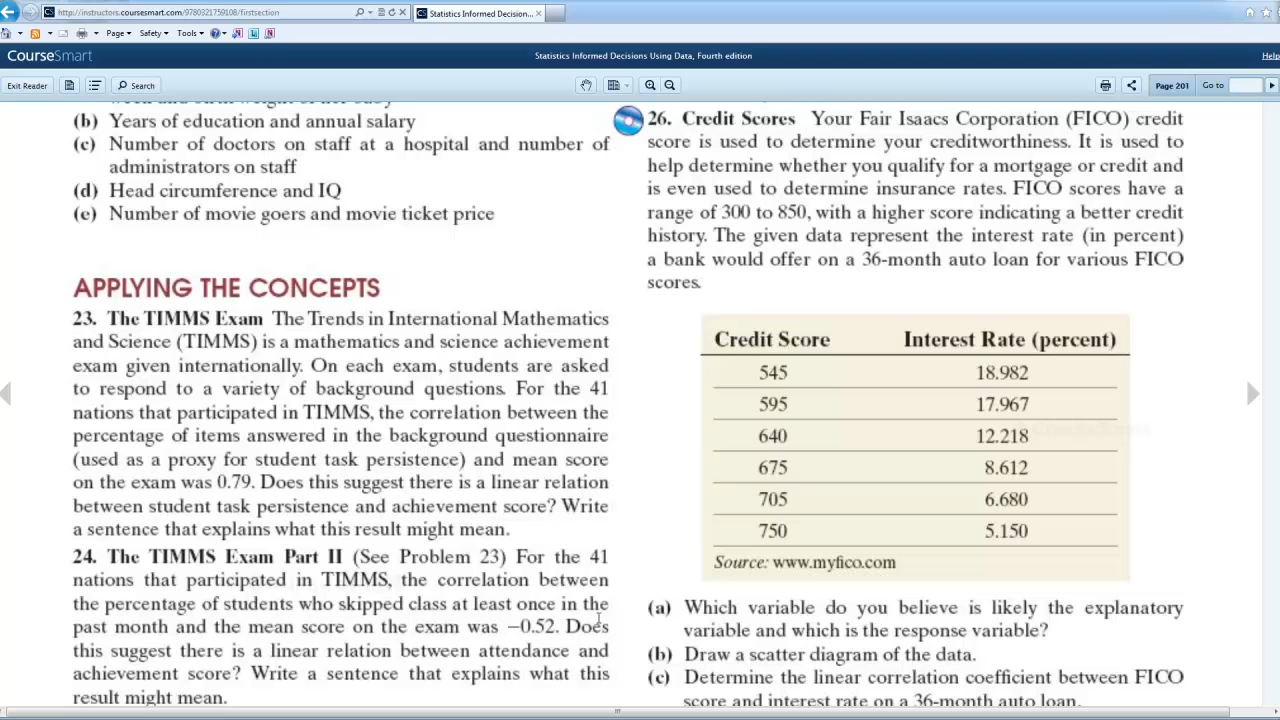 http://instructors.coursesmart.com/9780321759108/firstsection
Statistics Informed Decision...
Page
Safety
Tools
CourseSmart
Statistics Informed Decisions Using Data, Fourth edition
Help
Exit Reader
Search
Page 201
Go to
week and birth weight of her baby
(b) Years of education and annual salary
(c) Number of doctors on staff at a hospital and number of
administrators on staff
(d) Head circumference and IQ
(e) Number of movie goers and movie ticket price
APPLYING THE CONCEPTS
23. The TIMMS Exam The Trends in International Mathematics
and Science (TIMMS) is a mathematics and science achievement
exam given internationally. On each exam, students are asked
to respond to a variety of background questions. For the 41
nations that participated in TIMMS, the correlation between the
percentage of items answered in the background questionnaire
(used as a proxy for student task persistence) and mean score
on the exam was 0.79. Does this suggest there is a linear relation
between student task persistence and achievement score? Write
a sentence that explains what this result might mean.
24. The TIMMS Exam Part II (See Problem 23) For the 41
nations that participated in TIMMS, the correlation between
the percentage of students who skipped class at least once in the
past month and the mean score on the exam was −0.52. Does
this suggest there is a linear relation between attendance and
achievement score? Write a sentence that explains what this
result might mean.
26. Credit Scores Your Fair Isaacs Corporation (FICO) credit
score is used to determine your creditworthiness. It is used to
help determine whether you qualify for a mortgage or credit and
is even used to determine insurance rates. FICO scores have a
range of 300 to 850, with a higher score indicating a better credit
history. The given data represent the interest rate (in percent)
a bank would offer on a 36-month auto loan for various FICO
scores.
Credit Score Interest Rate (percent)
545 18.982
595 17.967
640 12.218
675 8.612
705 6.680
750 5.150
Source: www.myfico.com
(a) Which variable do you believe is likely the explanatory
variable and which is the response variable?
(b) Draw a scatter diagram of the data.
(c) Determine the linear correlation coefficient between FICO
score and interest rate on a 36-month auto loan.